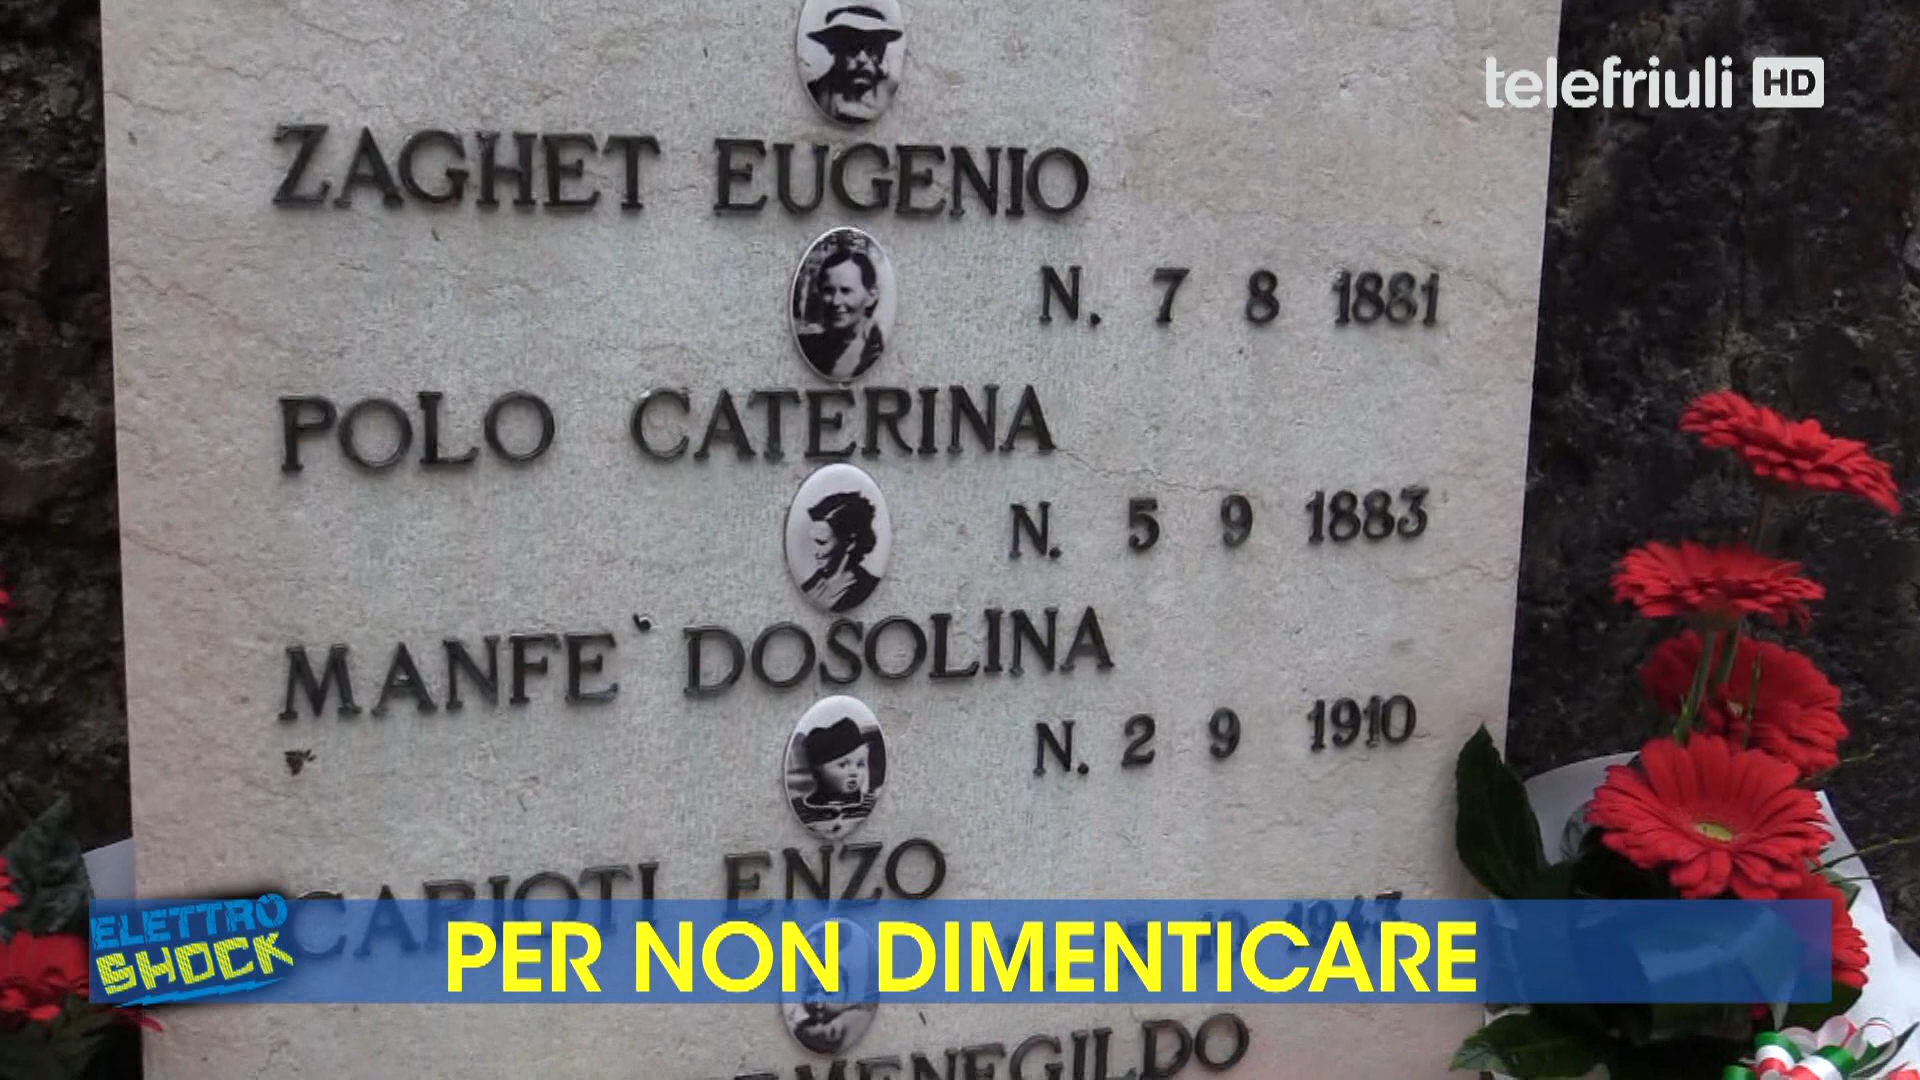 telefriuli HD
ZAGHET EUGENIO
N. 7 8 1881
POLO CATERINA
N. 5 9 1883
MANFE' DOSOLINA
N. 2 9 1910
CARIOTI ENZO
ELETTRO
SHOCK
PER NON DIMENTICARE